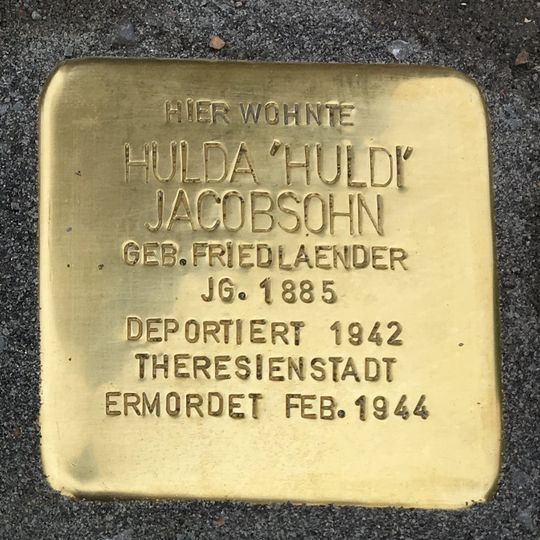 HIER WOHNTE
HULDA 'HULDI'
JACOBSOHN
GEB. FRIEDLAENDER
JG. 1885
DEPORTIERT 1942
THERESIENSTADT
ERMORDET FEB. 1944